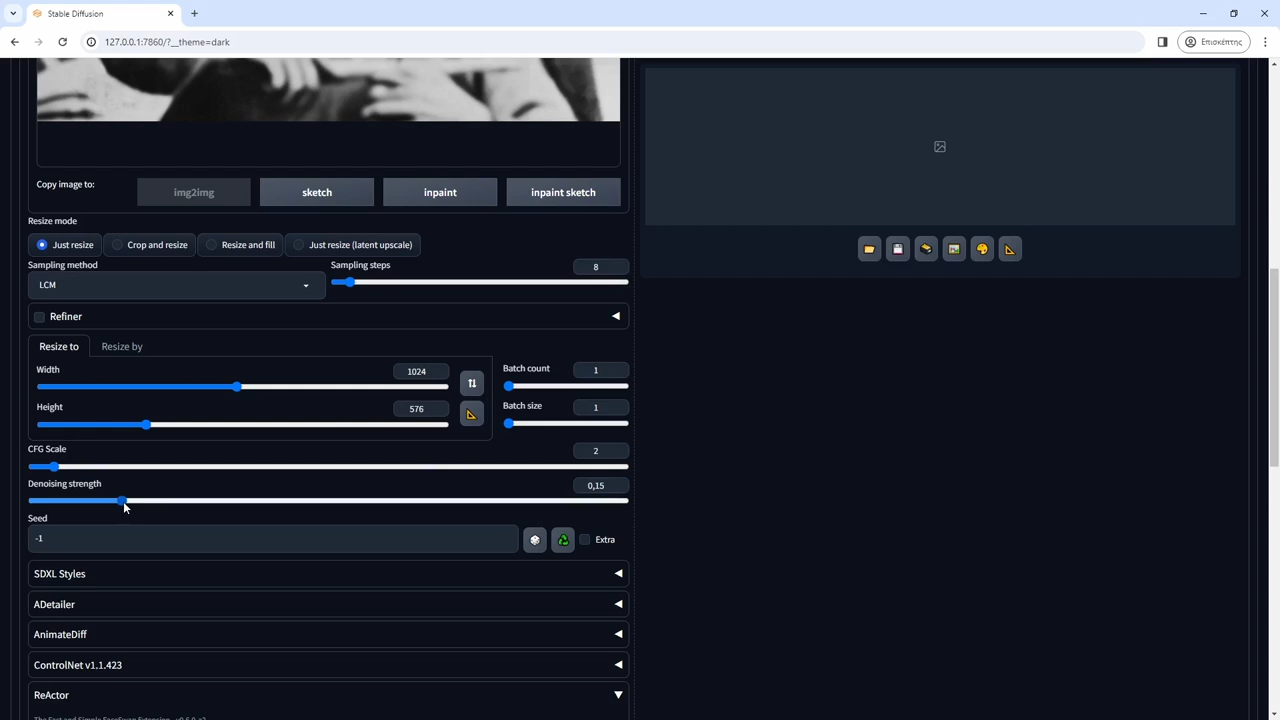 Stable Diffusion
127.0.0.1:7860/?__theme=dark
Επισκέπτης
Copy image to:
img2img
sketch
inpaint
inpaint sketch
Resize mode
Just resize
Crop and resize
Resize and fill
Just resize (latent upscale)
Sampling method
Sampling steps
8
LCM
Refiner
Resize to
Resize by
Width
1024
Batch count
1
Height
576
Batch size
1
CFG Scale
2
Denoising strength
0,15
Seed
-1
Extra
SDXL Styles
ADetailer
AnimateDiff
ControlNet v1.1.423
ReActor